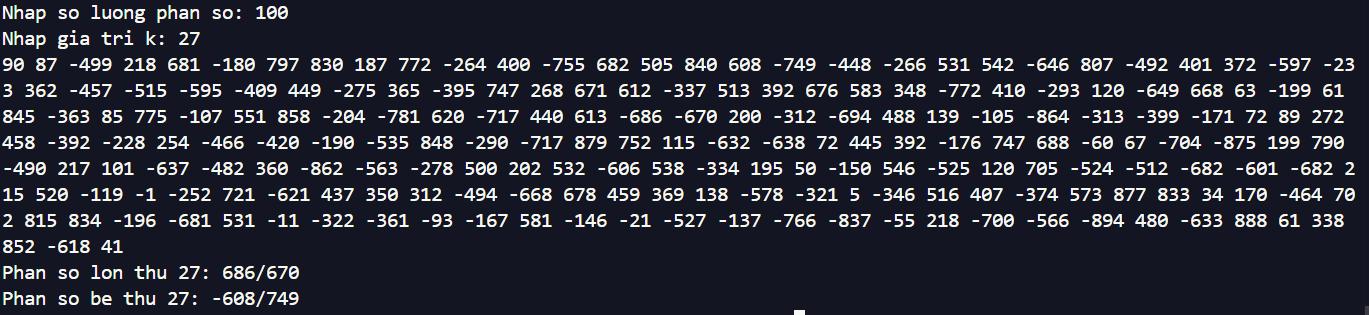 Nhap so luong phan so: 100
Nhap gia tri k: 27
90 87 -499 218 681 -180 797 830 187 772 -264 400 -755 682 505 840 608 -749 -448 -266 531 542 -646 807 -492 401 372 -597 -23
3 362 -457 -515 -595 -409 449 -275 365 -395 747 268 671 612 -337 513 392 676 583 348 -772 410 -293 120 -649 668 63 -199 61
845 -363 85 775 -107 551 858 -204 -781 620 -717 440 613 -686 -670 200 -312 -694 488 139 -105 -864 -313 -399 -171 72 89 272
458 -392 -228 254 -466 -420 -190 -535 848 -290 -717 879 752 115 -632 -638 72 445 392 -176 747 688 -60 67 -704 -875 199 790
-490 217 101 -637 -482 360 -862 -563 -278 500 202 532 -606 538 -334 195 50 -150 546 -525 120 705 -524 -512 -682 -601 -682 2
15 520 -119 -1 -252 721 -621 437 350 312 -494 -668 678 459 369 138 -578 -321 5 -346 516 407 -374 573 877 833 34 170 -464 70
2 815 834 -196 -681 531 -11 -322 -361 -93 -167 581 -146 -21 -527 -137 -766 -837 -55 218 -700 -566 -894 480 -633 888 61 338
852 -618 41
Phan so lon thu 27: 686/670
Phan so be thu 27: -608/749